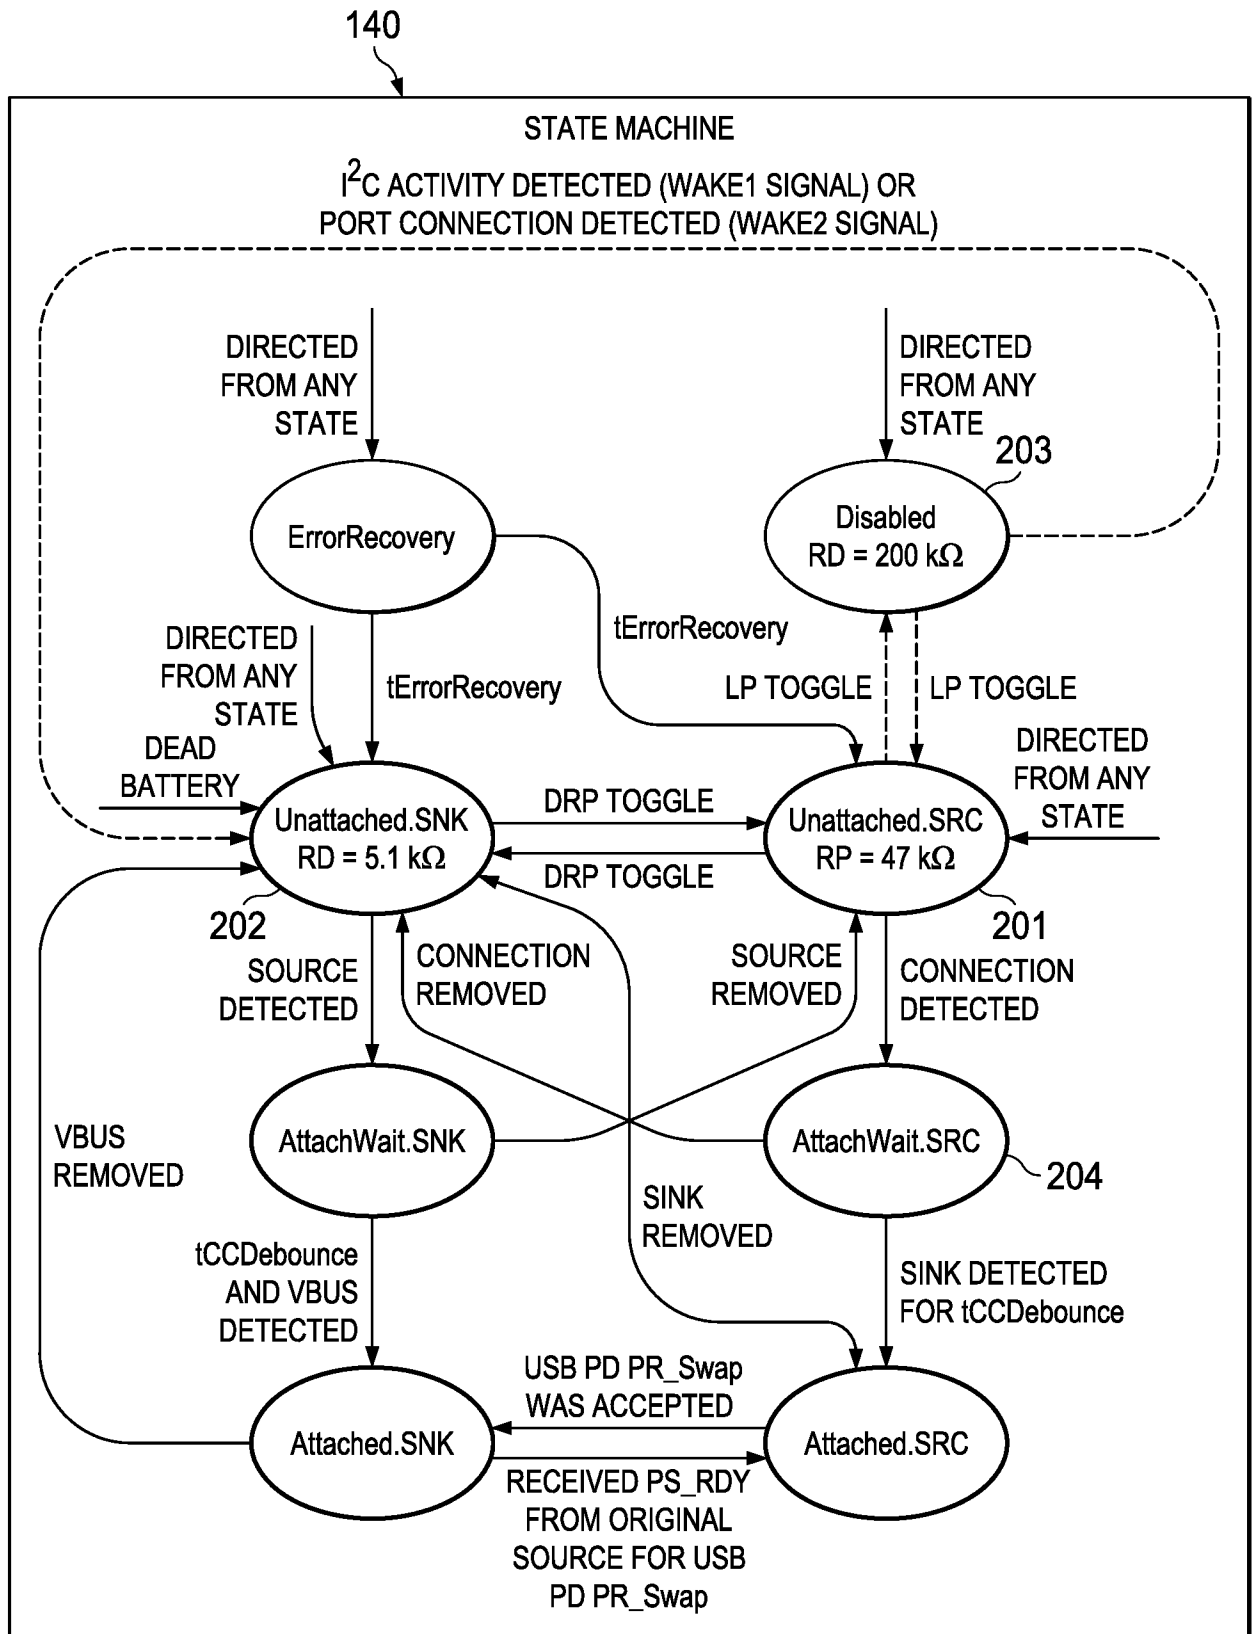 140
STATE MACHINE
I²C ACTIVITY DETECTED (WAKE1 SIGNAL) OR
PORT CONNECTION DETECTED (WAKE2 SIGNAL)
DIRECTED
FROM ANY
STATE
DIRECTED
FROM ANY
STATE
203
ErrorRecovery
Disabled
RD = 200 kΩ
DIRECTED
FROM ANY
STATE
tErrorRecovery
tErrorRecovery
LP TOGGLE
LP TOGGLE
DEAD
BATTERY
DIRECTED
FROM ANY
STATE
Unattached.SNK
RD = 5.1 kΩ
DRP TOGGLE
DRP TOGGLE
Unattached.SRC
RP = 47 kΩ
202
201
SOURCE
DETECTED
CONNECTION
REMOVED
SOURCE
REMOVED
CONNECTION
DETECTED
AttachWait.SNK
AttachWait.SRC
204
VBUS
REMOVED
SINK
REMOVED
tCCDebounce
AND VBUS
DETECTED
SINK DETECTED
FOR tCCDebounce
USB PD PR_Swap
WAS ACCEPTED
Attached.SNK
Attached.SRC
RECEIVED PS_RDY
FROM ORIGINAL
SOURCE FOR USB
PD PR_Swap